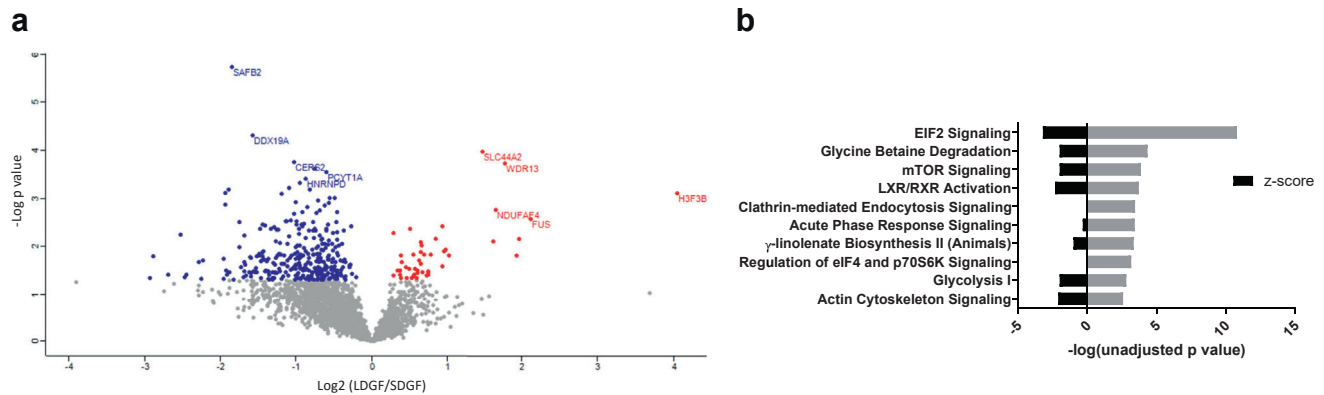 a
b
6
5
4
3
2
1
0
-Log p value
SAFB2
DDX19A
CERS2
PCYT1A
HNRNPD
SLC44A2
WDR13
H3F3B
NDUFAF4
FUS
-4 -3 -2 -1 0 1 2 3 4
Log2 (LDGF/SDGF)
EIF2 Signaling
Glycine Betaine Degradation
mTOR Signaling
LXR/RXR Activation
Clathrin-mediated Endocytosis Signaling
Acute Phase Response Signaling
γ-linolenate Biosynthesis II (Animals)
Regulation of eIF4 and p70S6K Signaling
Glycolysis I
Actin Cytoskeleton Signaling
z-score
-5 0 5 10 15
-log(unadjusted p value)